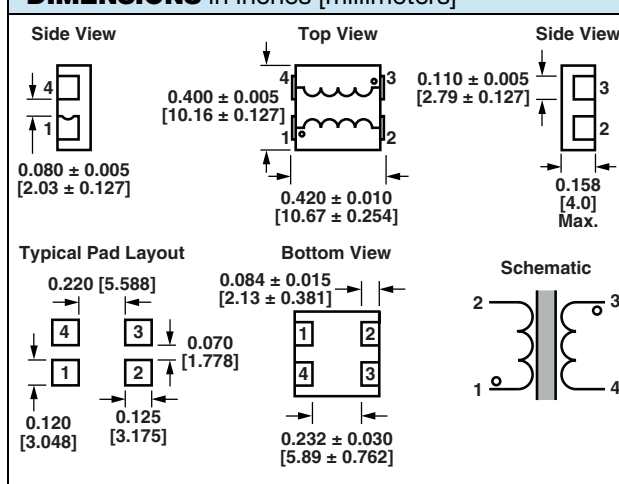 DIMENSIONS in inches [millimeters]
Side View
4
1
0.080 ± 0.005
[2.03 ± 0.127]
Top View
4
3
0.400 ± 0.005
[10.16 ± 0.127]
1
2
0.420 ± 0.010
[10.67 ± 0.254]
Side View
0.110 ± 0.005
[2.79 ± 0.127]
3
2
0.158
[4.0]
Max.
Typical Pad Layout
0.220 [5.588]
4
3
0.070
[1.778]
1
2
0.120
[3.048]
0.125
[3.175]
Bottom View
0.084 ± 0.015
[2.13 ± 0.381]
1
2
4
3
0.232 ± 0.030
[5.89 ± 0.762]
Schematic
2
3
1
4